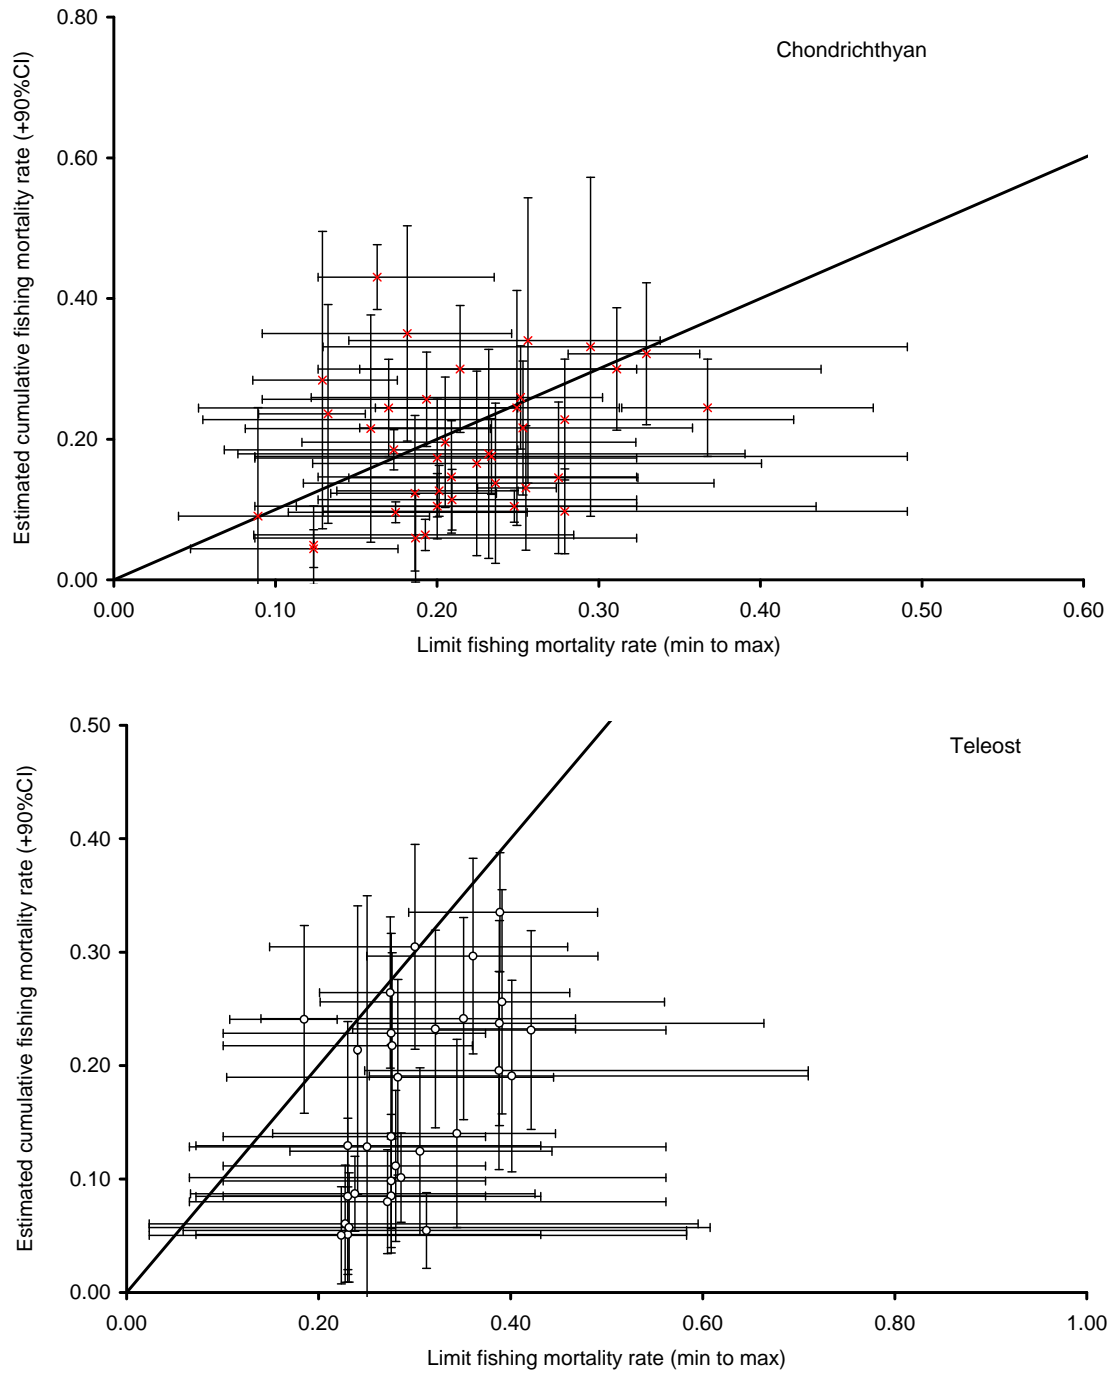 0.80
Chondrichthyan
0.60
0.40
0.20
0.00
Estimated cumulative fishing mortality rate (+90%CI)
0.00 0.10 0.20 0.30 0.40 0.50 0.60
Limit fishing mortality rate (min to max)
0.50
Teleost
0.40
0.30
0.20
0.10
0.00
Estimated cumulative fishing mortality rate (+90%CI)
0.00 0.20 0.40 0.60 0.80 1.00
Limit fishing mortality rate (min to max)